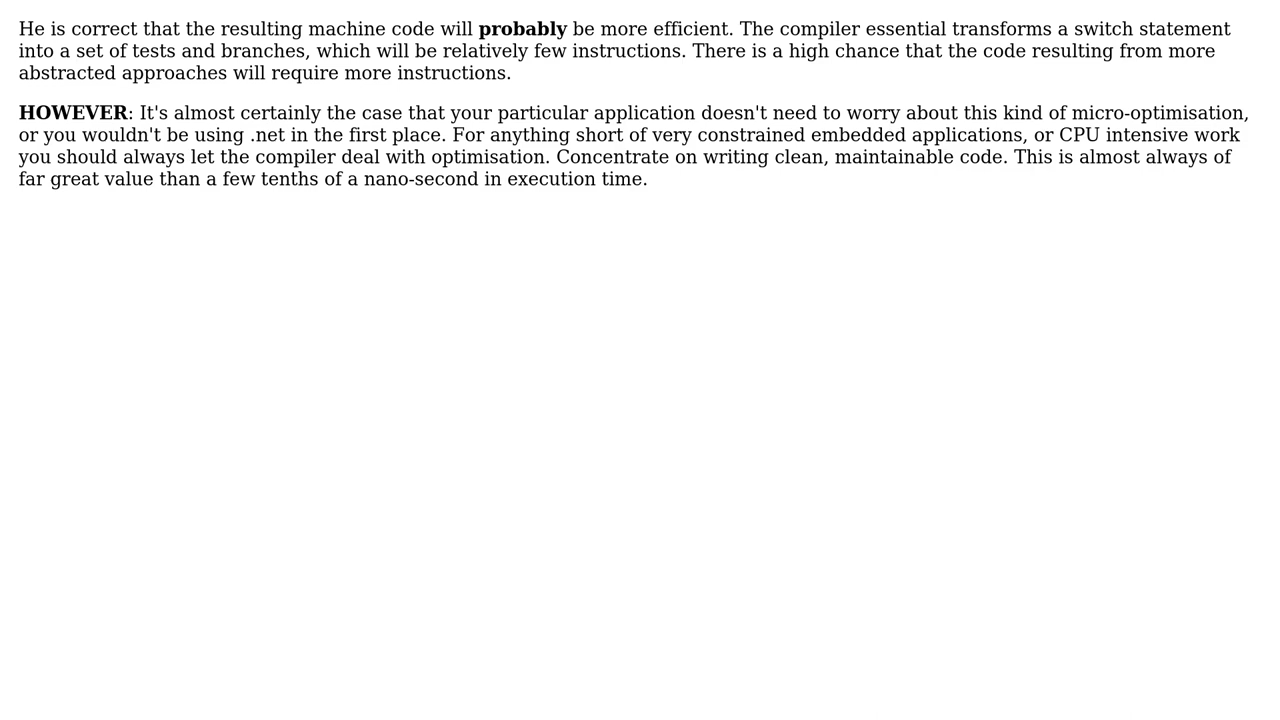 He is correct that the resulting machine code will probably be more efficient. The compiler essential transforms a switch statement
into a set of tests and branches, which will be relatively few instructions. There is a high chance that the code resulting from more
abstracted approaches will require more instructions.
HOWEVER: It's almost certainly the case that your particular application doesn't need to worry about this kind of micro-optimisation,
or you wouldn't be using .net in the first place. For anything short of very constrained embedded applications, or CPU intensive work
you should always let the compiler deal with optimisation. Concentrate on writing clean, maintainable code. This is almost always of
far great value than a few tenths of a nano-second in execution time.